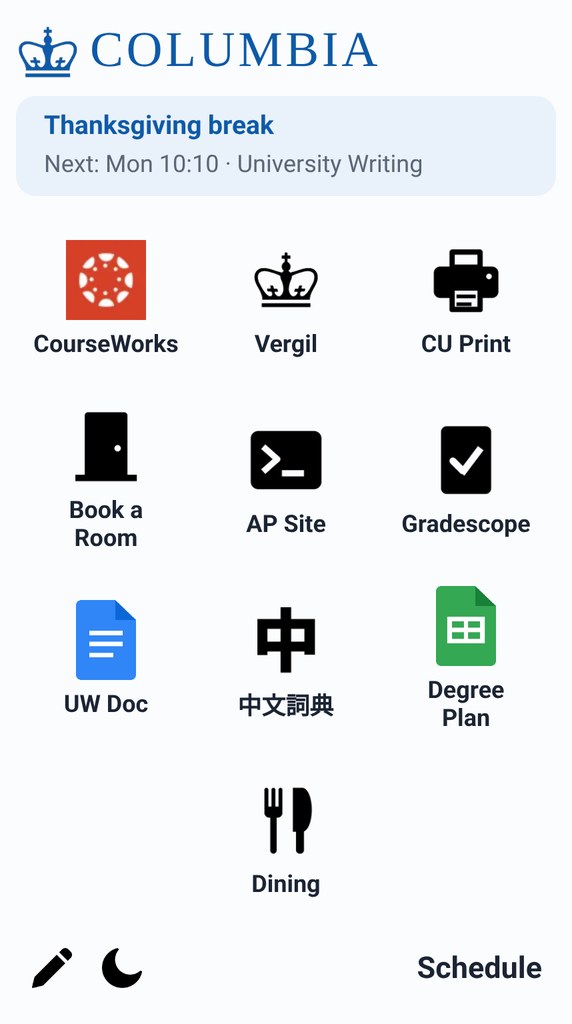 COLUMBIA
Thanksgiving break
Next: Mon 10:10 · University Writing
CourseWorks
Vergil
CU Print
Book a
Room
AP Site
Gradescope
UW Doc
中
中文詞典
Degree
Plan
Dining
Schedule